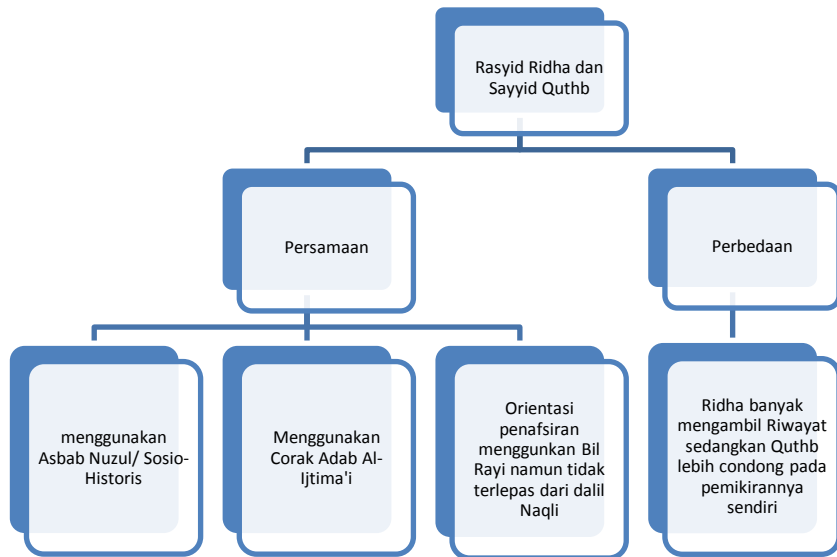 Rasyid Ridha dan
Sayyid Quthb
Persamaan
Perbedaan
menggunakan
Asbab Nuzul/ Sosio-
Historis
Menggunakan
Corak Adab Al-
Ijtima'i
Orientasi
penafsiran
menggunkan Bil
Rayi namun tidak
terlepas dari dalil
Naqli
Ridha banyak
mengambil Riwayat
sedangkan Quthb
lebih condong pada
pemikirannya
sendiri